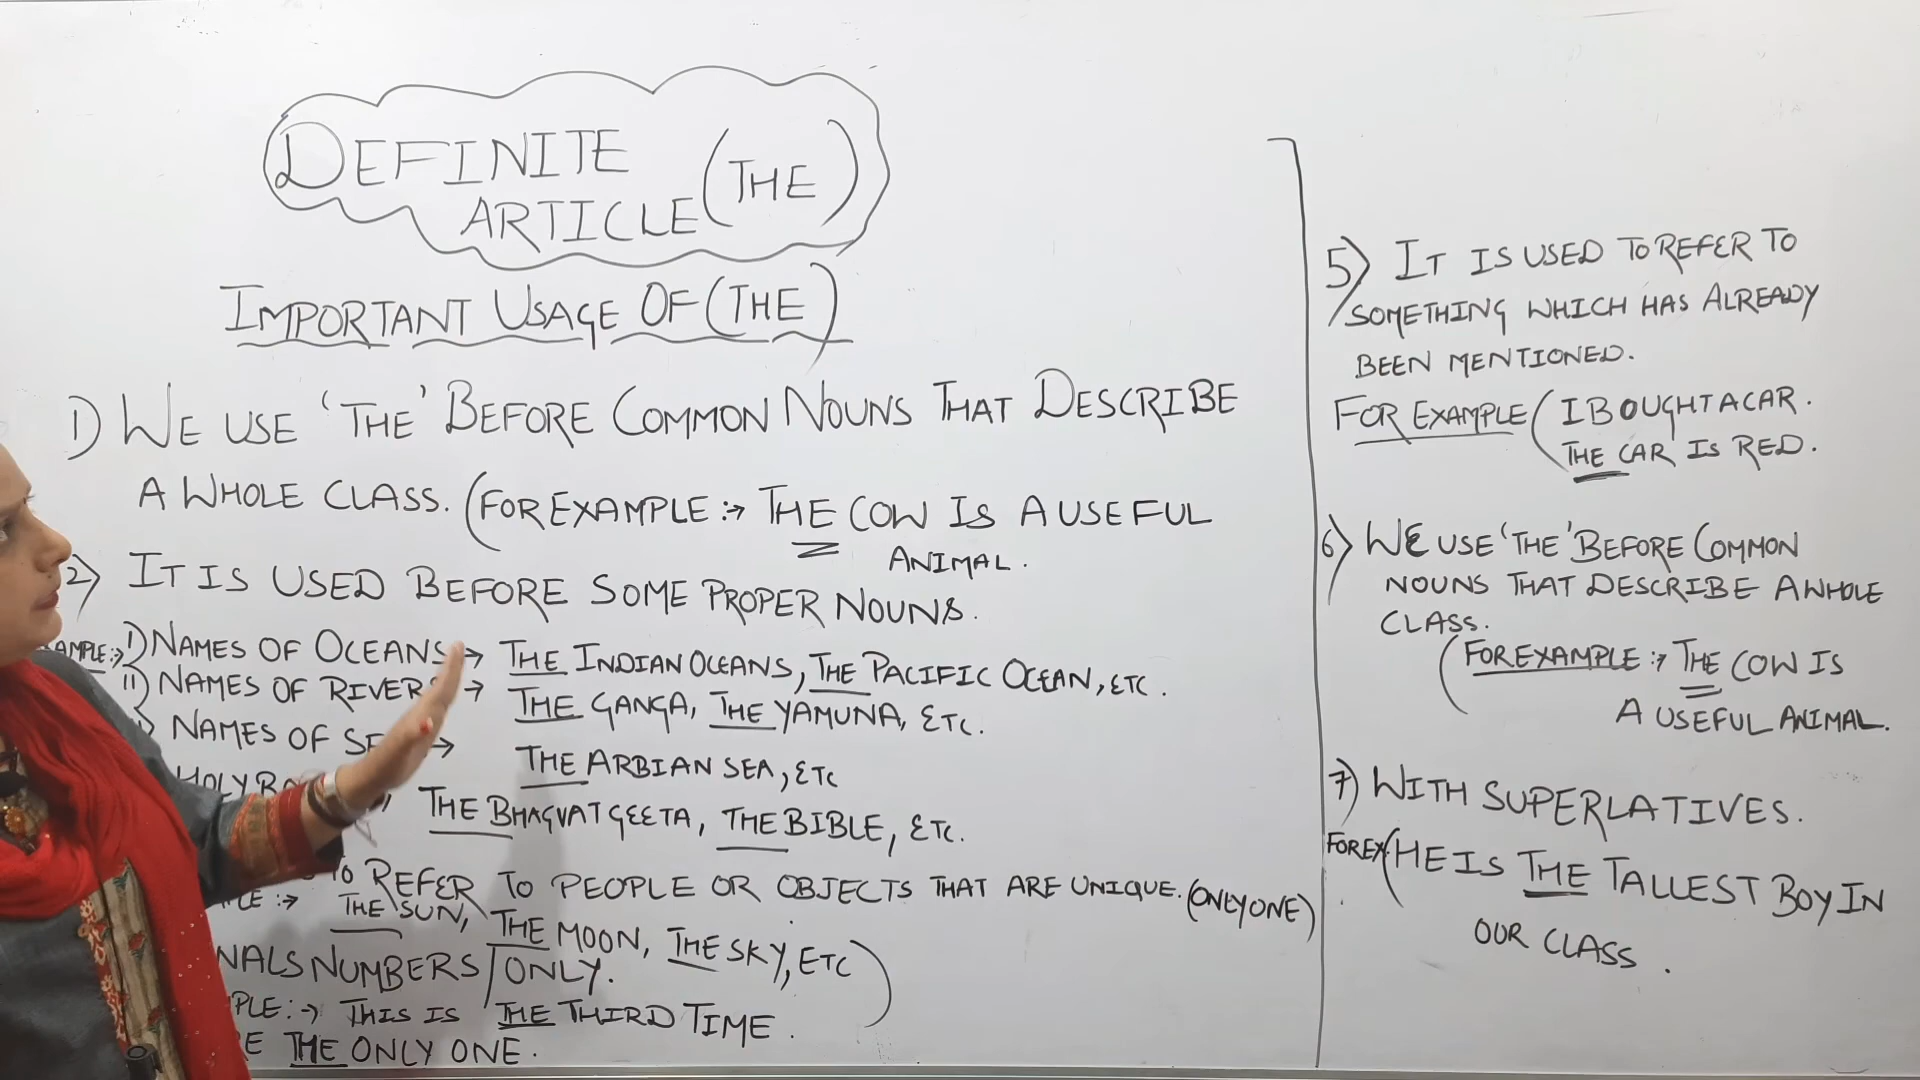 DEFINITE
ARTICLE (THE)
IMPORTANT USAGE OF (THE)
1) WE USE 'THE' BEFORE COMMON NOUNS THAT DESCRIBE
A WHOLE CLASS. (FOR EXAMPLE :→ THE COW IS A USEFUL
ANIMAL.
2) IT IS USED BEFORE SOME PROPER NOUNS.
I) NAMES OF OCEANS → THE INDIAN OCEANS, THE PACIFIC OCEAN, ETC.
II) NAMES OF RIVERS → THE GANGA, THE YAMUNA, ETC.
NAMES OF → THE ARBIAN SEA, ETC
HOLY THE BHAGVAT GEETA, THE BIBLE, ETC.
TO REFER TO PEOPLE OR OBJECTS THAT ARE UNIQUE. (ONLY ONE)
THE SUN, THE MOON, THE SKY, ETC)
NUMBERS / ONLY.
:→ THIS IS THE THIRD TIME.
THE ONLY ONE.
5) IT IS USED TO REFER TO
SOMETHING WHICH HAS ALREADY
BEEN MENTIONED.
FOR EXAMPLE (I BOUGHT A CAR.
THE CAR IS RED.
6) WE USE 'THE' BEFORE COMMON
NOUNS THAT DESCRIBE A WHOLE
CLASS.
(FOR EXAMPLE :→ THE COW IS
A USEFUL ANIMAL.
7) WITH SUPERLATIVES.
FOR EX. (HE IS THE TALLEST BOY IN
OUR CLASS.